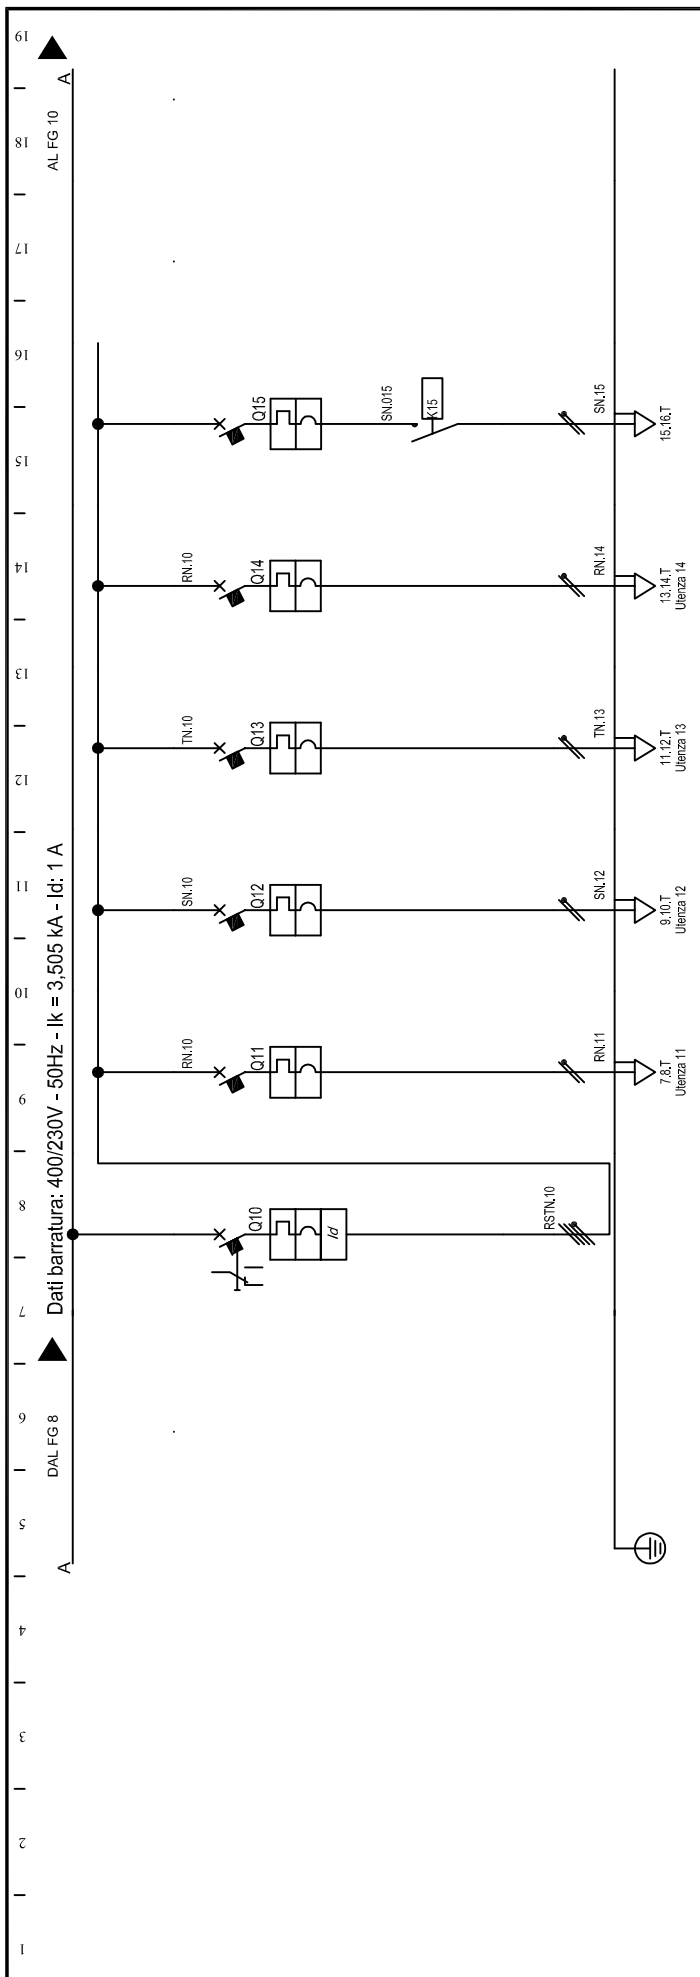 1 2 3 4 5 6 7 8 9 10 11 12 13 14 15 16 17 18 19
DAL FG 8
Dati barratura: 400/230V - 50Hz - Ik = 3,505 kA - Id: 1 A
AL FG 10
A
A
RN.10
SN.10
TN.10
RN.10
Q10
Q11
Q12
Q13
Q14
Q15
Id
SN.015
K15
RSTN.10
RN.11
SN.12
TN.13
RN.14
SN.15
7.8.T
Utenza 11
9.10.T
Utenza 12
11.12.T
Utenza 13
13.14.T
Utenza 14
15.16.T